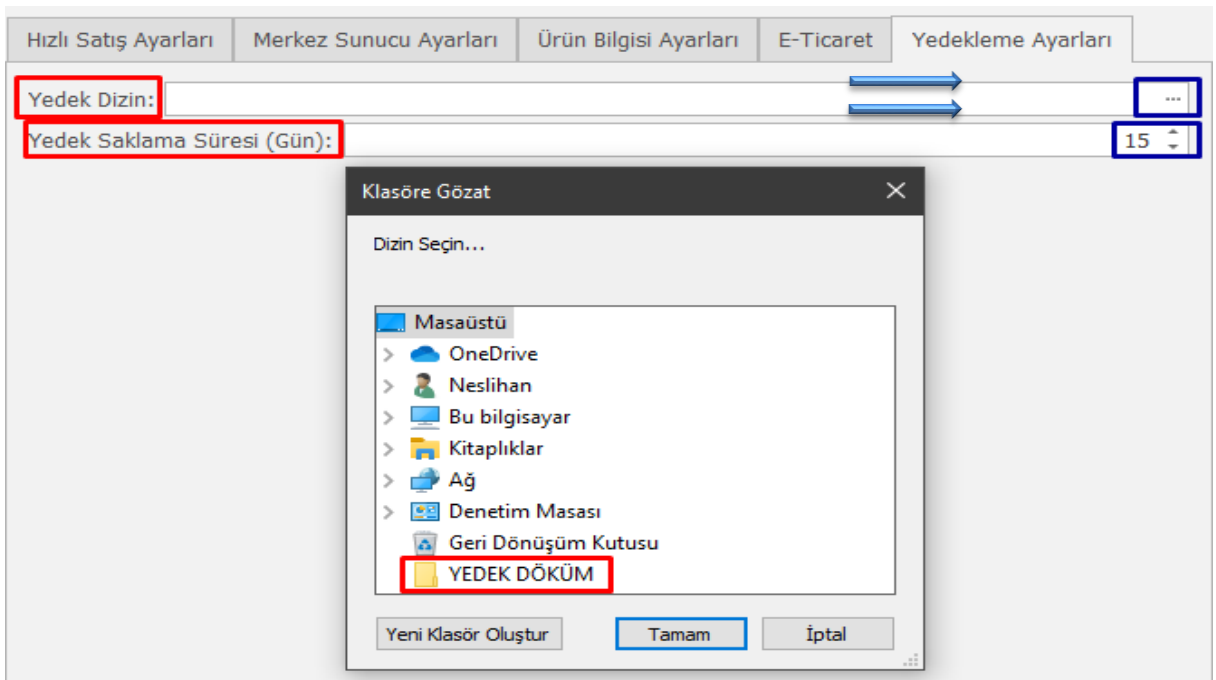 Hızlı Satış Ayarları Merkez Sunucu Ayarları Ürün Bilgisi Ayarları E-Ticaret Yedekleme Ayarları
Yedek Dizin: ...
Yedek Saklama Süresi (Gün): 15
Klasöre Gözat
Dizin Seçin...
Masaüstü
OneDrive
Neslihan
Bu bilgisayar
Kitaplıklar
Ağ
Denetim Masası
Geri Dönüşüm Kutusu
YEDEK DÖKÜM
Yeni Klasör Oluştur Tamam İptal